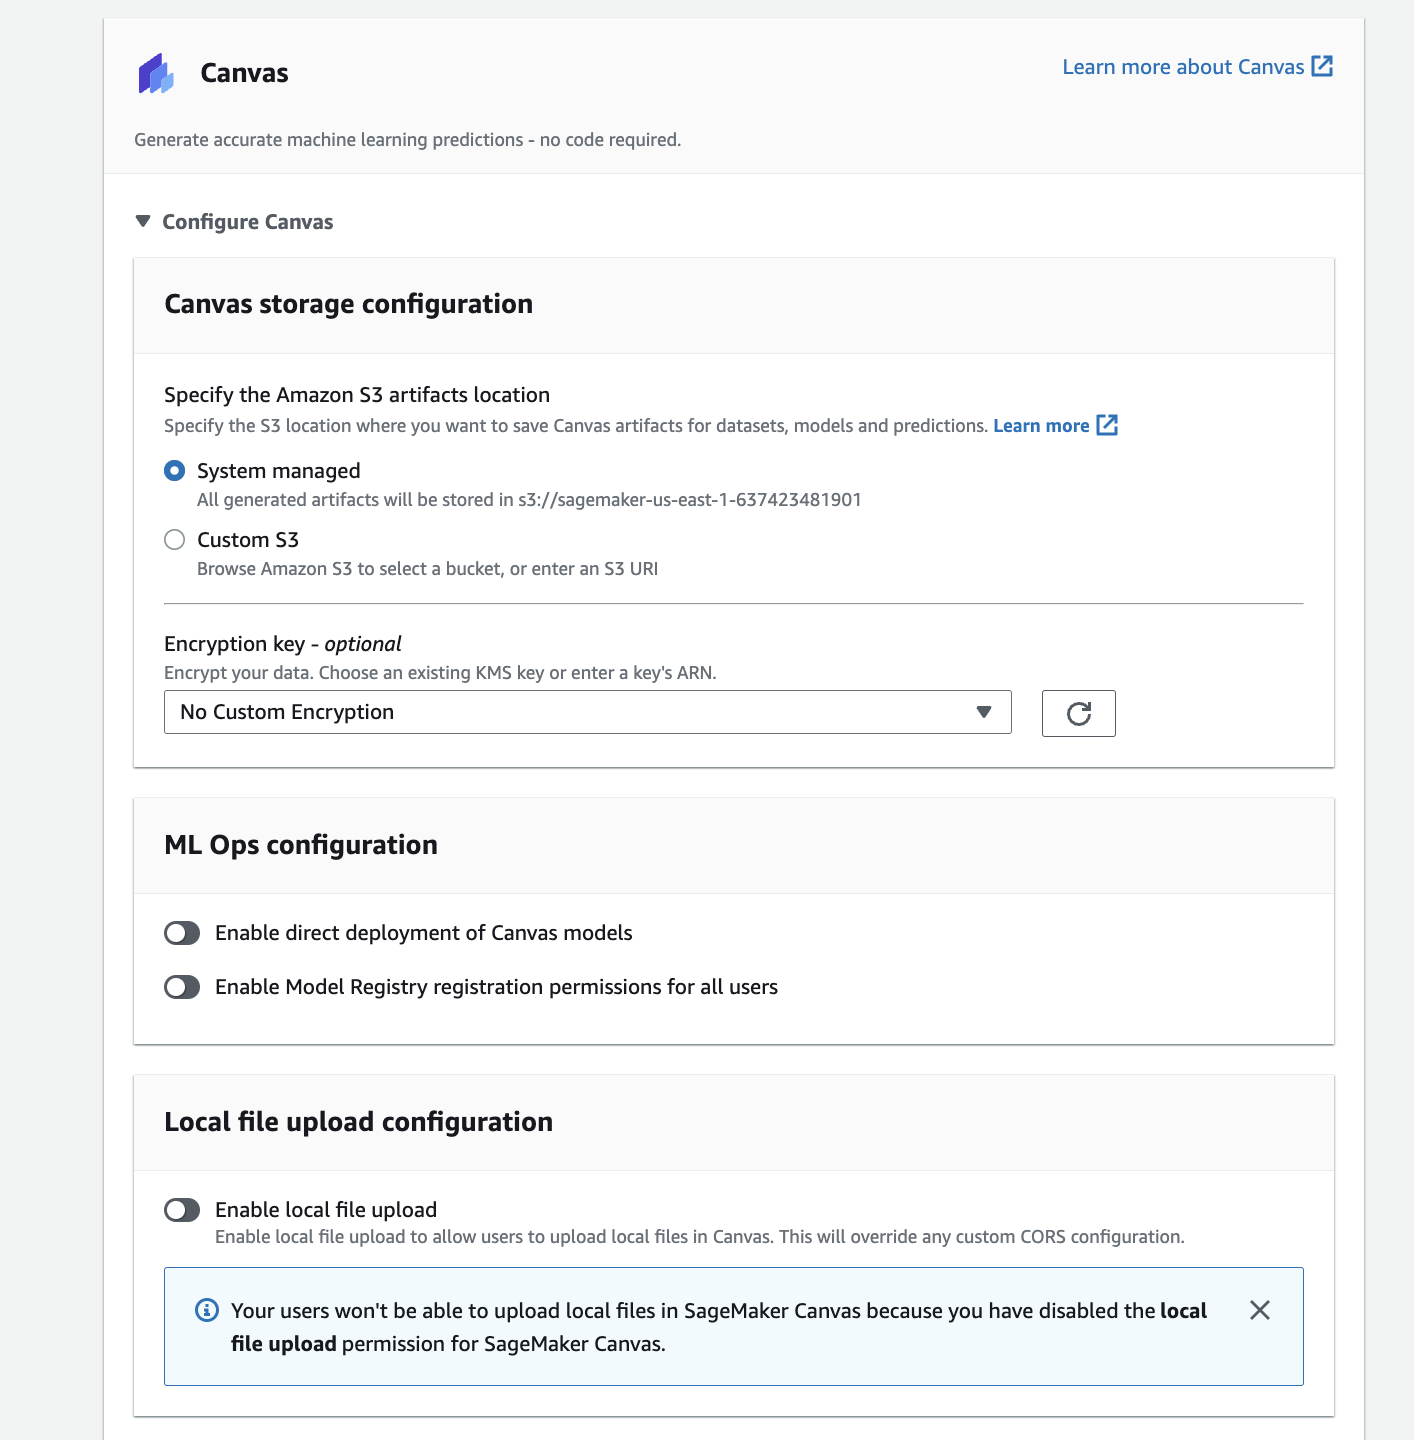 Canvas
Learn more about Canvas
Generate accurate machine learning predictions - no code required.
Configure Canvas
Canvas storage configuration
Specify the Amazon S3 artifacts location
Specify the S3 location where you want to save Canvas artifacts for datasets, models and predictions. Learn more
System managed
All generated artifacts will be stored in s3://sagemaker-us-east-1-637423481901
Custom S3
Browse Amazon S3 to select a bucket, or enter an S3 URI
Encryption key - optional
Encrypt your data. Choose an existing KMS key or enter a key's ARN.
No Custom Encryption
ML Ops configuration
Enable direct deployment of Canvas models
Enable Model Registry registration permissions for all users
Local file upload configuration
Enable local file upload
Enable local file upload to allow users to upload local files in Canvas. This will override any custom CORS configuration.
Your users won't be able to upload local files in SageMaker Canvas because you have disabled the local
file upload permission for SageMaker Canvas.